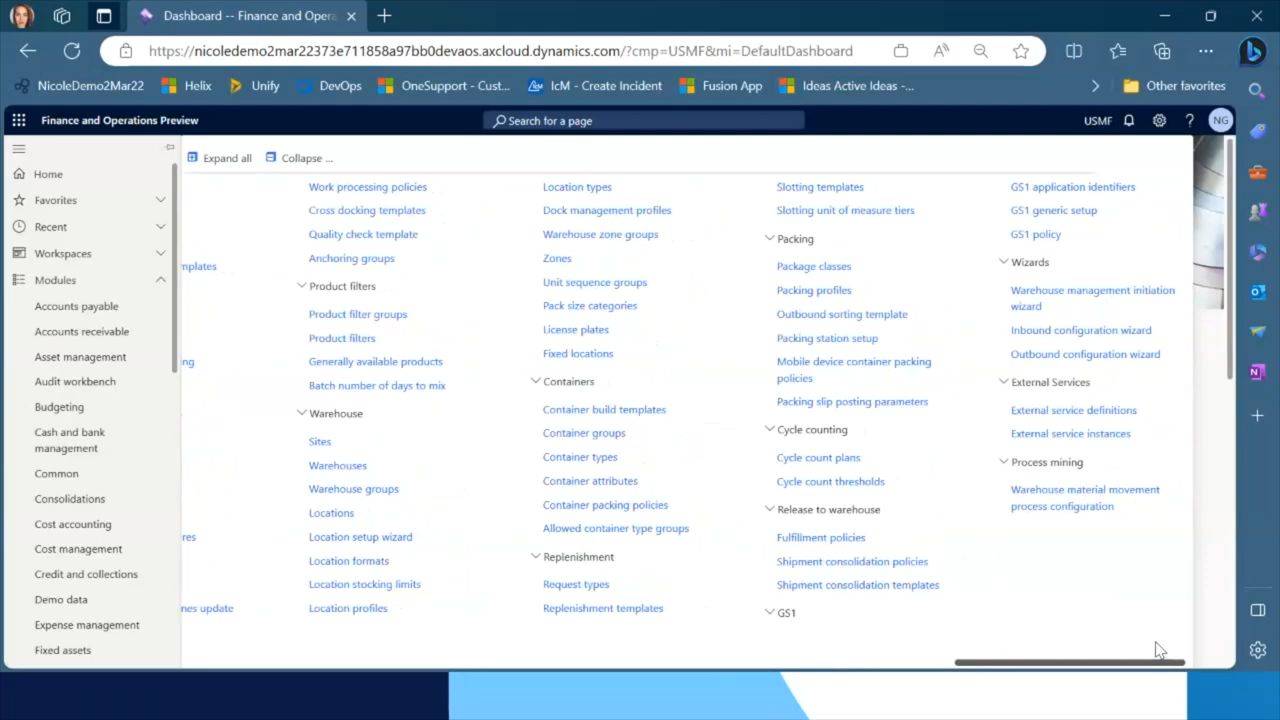 Dashboard -- Finance and Opera
https://nicoledemo2mar22373e711858a97bb0devaos.axcloud.dynamics.com/?cmp=USMF&mi=DefaultDashboard
NicoleDemo2Mar22
Helix
Unify
DevOps
OneSupport - Cust...
IcM - Create Incident
Fusion App
Ideas Active Ideas -...
Other favorites
Finance and Operations Preview
Search for a page
USMF
NG
Home
Favorites
Recent
Workspaces
Modules
Accounts payable
Accounts receivable
Asset management
Audit workbench
Budgeting
Cash and bank
management
Common
Consolidations
Cost accounting
Cost management
Credit and collections
Demo data
Expense management
Fixed assets
Expand all
Collapse ...
mplates
ng
res
nes update
Work processing policies
Cross docking templates
Quality check template
Anchoring groups
Product filters
Product filter groups
Product filters
Generally available products
Batch number of days to mix
Warehouse
Sites
Warehouses
Warehouse groups
Locations
Location setup wizard
Location formats
Location stocking limits
Location profiles
Location types
Dock management profiles
Warehouse zone groups
Zones
Unit sequence groups
Pack size categories
License plates
Fixed locations
Containers
Container build templates
Container groups
Container types
Container attributes
Container packing policies
Allowed container type groups
Replenishment
Request types
Replenishment templates
Slotting templates
Slotting unit of measure tiers
Packing
Package classes
Packing profiles
Outbound sorting template
Packing station setup
Mobile device container packing
policies
Packing slip posting parameters
Cycle counting
Cycle count plans
Cycle count thresholds
Release to warehouse
Fulfillment policies
Shipment consolidation policies
Shipment consolidation templates
GS1
GS1 application identifiers
GS1 generic setup
GS1 policy
Wizards
Warehouse management initiation
wizard
Inbound configuration wizard
Outbound configuration wizard
External Services
External service definitions
External service instances
Process mining
Warehouse material movement
process configuration